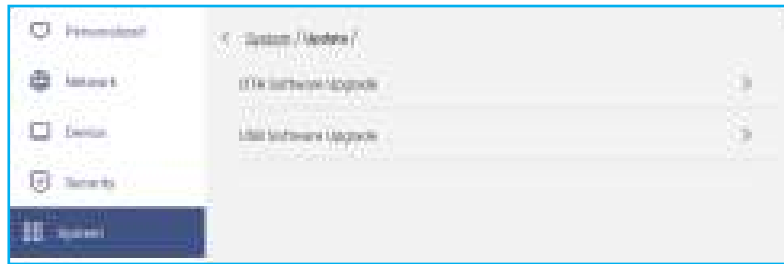 Personalized
Network
Device
Security
System
< System / Update /
OTA Software Upgrade >
USB Software Upgrade >